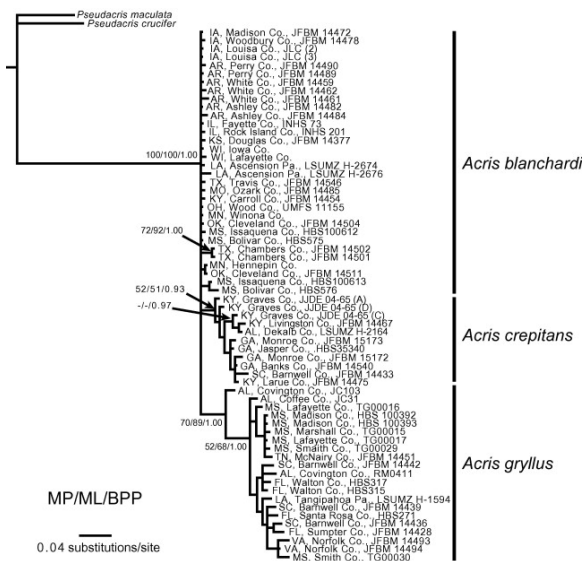 Pseudacris maculata
Pseudacris crucifer
IA, Madison Co., JFBM 14472
IA, Woodbury Co., JFBM 14478
IA, Louisa Co., JLC (2)
IA, Louisa Co., JLC (3)
AR, Perry Co., JFBM 14490
AR, Perry Co., JFBM 14489
AR, White Co., JFBM 14459
AR, White Co., JFBM 14462
AR, White Co., JFBM 14461
AR, Ashley Co., JFBM 14482
AR, Ashley Co., JFBM 14484
IL, Fayette Co., INHS 73
IL, Rock Island Co., INHS 201
KS, Douglas Co., JFBM 14377
WI, Iowa Co.
100/100/1.00
WI, Lafayette Co.
LA, Ascension Pa., LSUMZ H-2674
LA, Ascension Pa., LSUMZ H-2676
TX, Travis Co., JFBM 14546
MO, Ozark Co., JFBM 14485
KY, Carroll Co., JFBM 14454
OH, Wood Co., UMFS 11155
MN, Winona Co.
OK, Cleveland Co., JFBM 14504
MS, Issaquena Co., HBS100612
72/92/1.00
MS, Bolivar Co., HBS575
TX, Chambers Co., JFBM 14502
TX, Chambers Co., JFBM 14501
MN, Hennepin Co.
OK, Cleveland Co., JFBM 14511
MS, Issaquena Co., HBS100613
MS, Bolivar Co., HBS576
Acris blanchardi
52/51/0.93
-/-/0.97
KY, Graves Co., JJDE 04-65 (A)
KY, Graves Co., JJDE 04-65 (D)
KY, Graves Co., JJDE 04-65 (C)
KY, Livingston Co., JFBM 14467
AL, Dekalb Co., LSUMZ H-2164
GA, Monroe Co., JFBM 15173
GA, Jasper Co., HBS35340
GA, Monroe Co., JFBM 15172
GA, Banks Co., JFBM 14540
SC, Barnwell Co., JFBM 14433
KY, Larue Co., JFBM 14475
Acris crepitans
AL, Covington Co., JC103
AL, Coffee Co., JC31
MS, Lafayette Co., TG00016
MS, Madison Co., HBS 100392
MS, Madison Co., HBS 100393
70/89/1.00
MS, Marshall Co., TG00015
MS, Lafayette Co., TG00017
52/68/1.00
MS, Smaith Co., TG00029
TN, McNairy Co., JFBM 14451
SC, Barnwell Co., JFBM 14442
AL, Covington Co., RM0411
FL, Walton Co., HBS317
FL, Walton Co., HBS315
LA, Tangipahoa Pa., LSUMZ H-1594
SC, Barnwell Co., JFBM 14439
FL, Santa Rosa Co., HBS271
SC, Barnwell Co., JFBM 14436
FL, Sumpter Co., JFBM 14428
VA, Norfolk Co., JFBM 14493
VA, Norfolk Co., JFBM 14494
MS, Smith Co., TG00030
Acris gryllus
MP/ML/BPP
0.04 substitutions/site